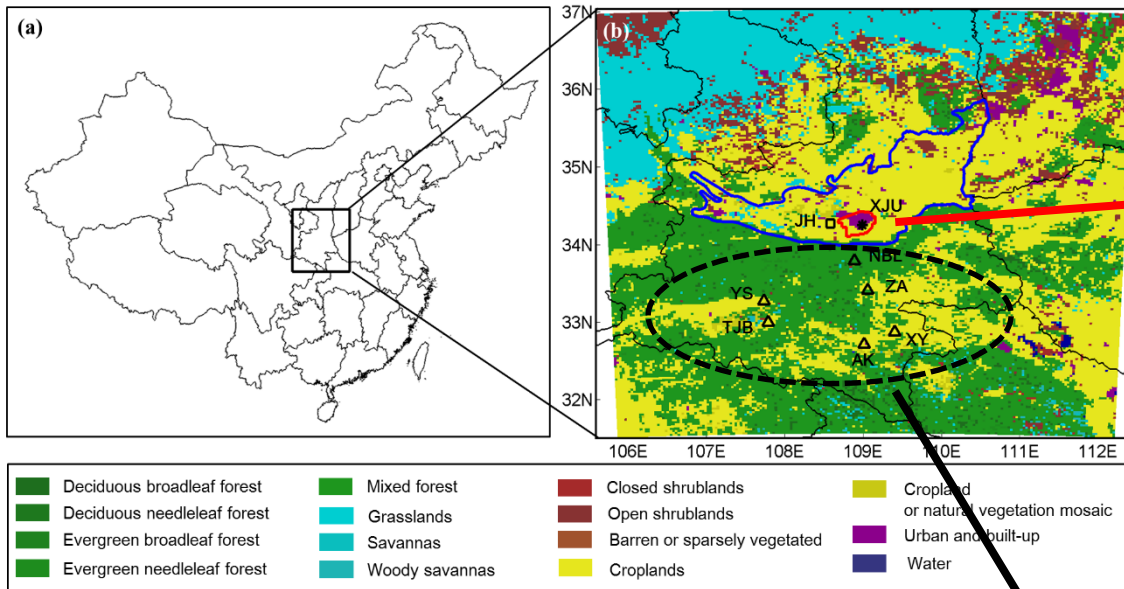 (a)
(b)
37N
36N
35N
34N
33N
32N
XJU
JH
NBL
ZA
YS
TJB
XY
AK
106E 107E 108E 109E 110E 111E 112E
Deciduous broadleaf forest
Deciduous needleleaf forest
Evergreen broadleaf forest
Evergreen needleleaf forest
Mixed forest
Grasslands
Savannas
Woody savannas
Closed shrublands
Open shrublands
Barren or sparsely vegetated
Croplands
Cropland
or natural vegetation mosaic
Urban and built-up
Water